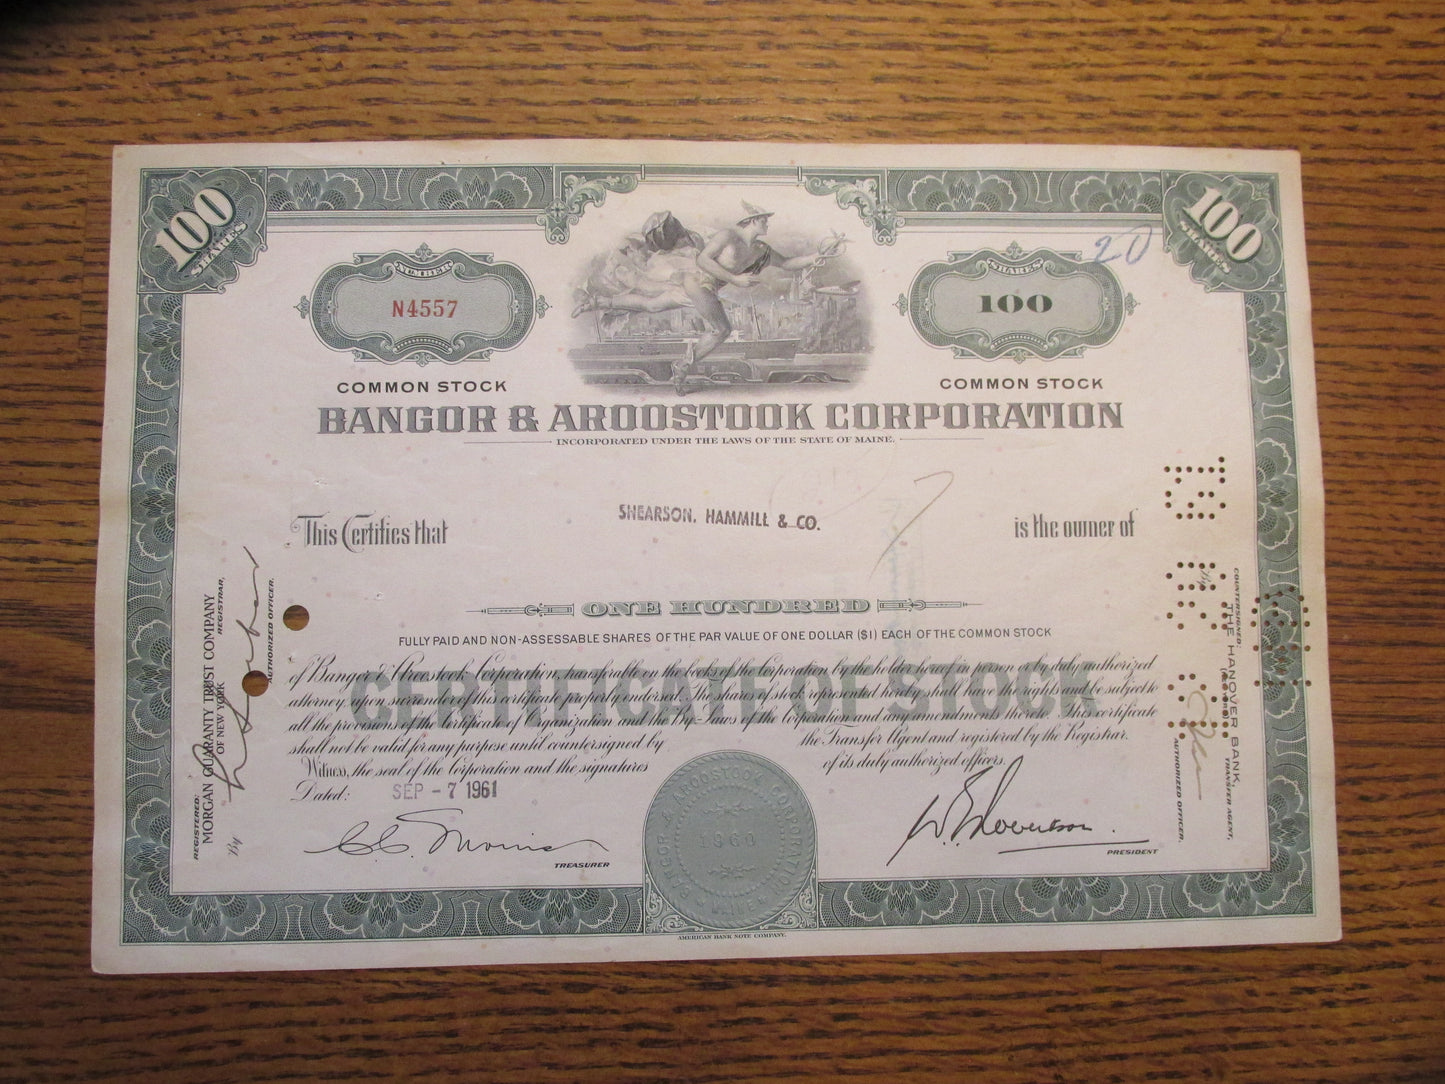 100 SHARES
100 SHARES
NUMBER
N4557
SHARES
100
20
COMMON STOCK
COMMON STOCK
BANGOR & AROOSTOOK CORPORATION
INCORPORATED UNDER THE LAWS OF THE STATE OF MAINE.
This Certifies that
SHEARSON, HAMMILL & CO.
is the owner of
ONE HUNDRED
FULLY PAID AND NON-ASSESSABLE SHARES OF THE PAR VALUE OF ONE DOLLAR ($1) EACH OF THE COMMON STOCK
CERTIFICATE OF STOCK
of Bangor & Aroostook Corporation, transferable on the books of the Corporation by the holder hereof in person or by duly authorized
attorney, upon surrender of this certificate properly endorsed. The shares of stock represented hereby shall have the rights and be subject to
all the provisions of the Certificate of Organization and the By-Laws of the Corporation and any amendments thereto. This certificate
shall not be valid for any purpose until countersigned by the Transfer Agent and registered by the Registrar.
Witness, the seal of the Corporation and the signatures of its duly authorized officers.
Dated: SEP - 7 1961
TREASURER
PRESIDENT
BANGOR & AROOSTOOK CORPORATION
1960
MAINE
AMERICAN BANK NOTE COMPANY.
REGISTERED:
MORGAN GUARANTY TRUST COMPANY
OF NEW YORK
REGISTRAR,
By
AUTHORIZED OFFICER.
COUNTERSIGNED:
THE HANOVER BANK,
TRANSFER AGENT,
By
AUTHORIZED OFFICER.